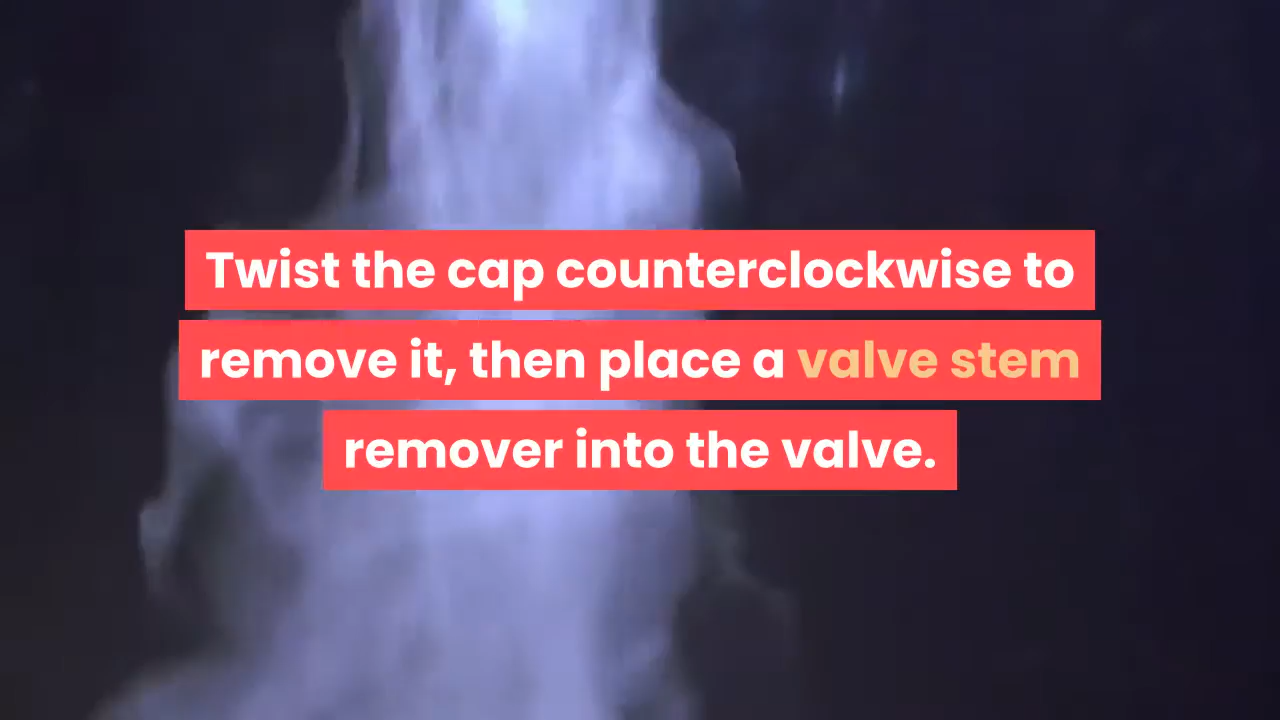 Twist the cap counterclockwise to
remove it, then place a valve stem
remover into the valve.